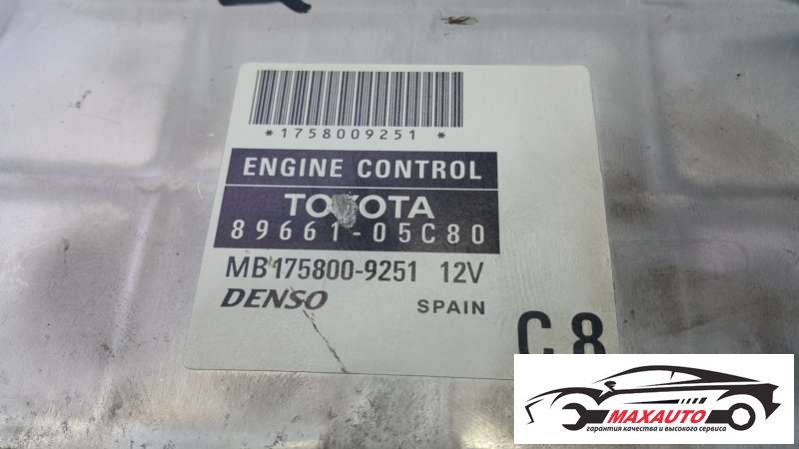 *1758009251*
ENGINE CONTROL
TOYOTA
89661-05C80
MB175800-9251 12V
DENSO SPAIN
C8
MAXAUTO
гарантия качества и высокого сервиса